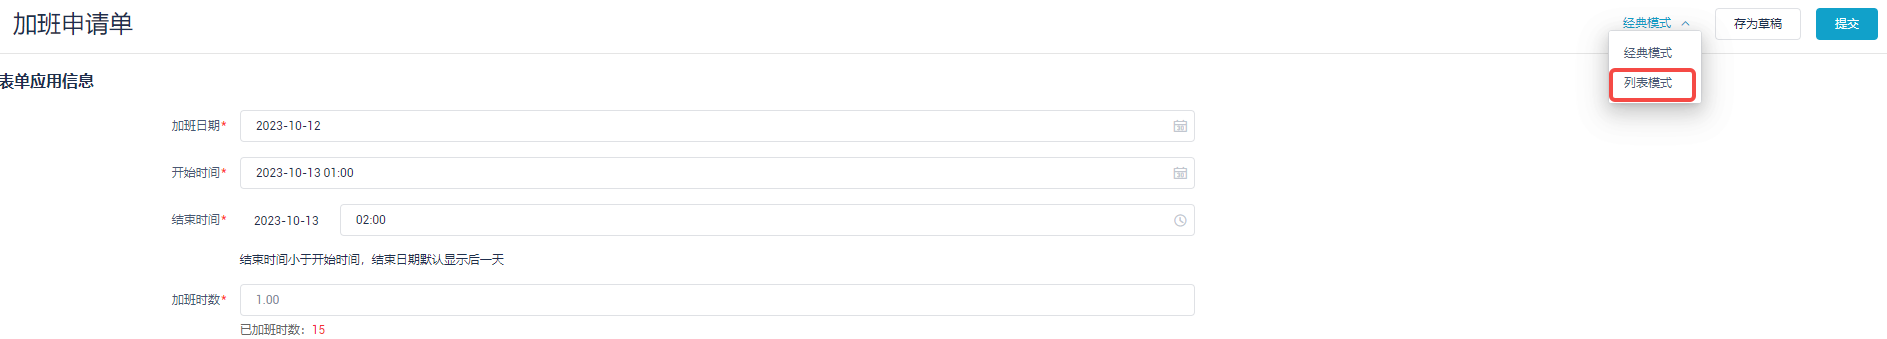 加班申请单
经典模式
存为草稿
提交
经典模式
列表模式
表单应用信息
加班日期* 2023-10-12
开始时间* 2023-10-13 01:00
结束时间* 2023-10-13 02:00
结束时间小于开始时间，结束日期默认显示后一天
加班时数* 1.00
已加班时数：15